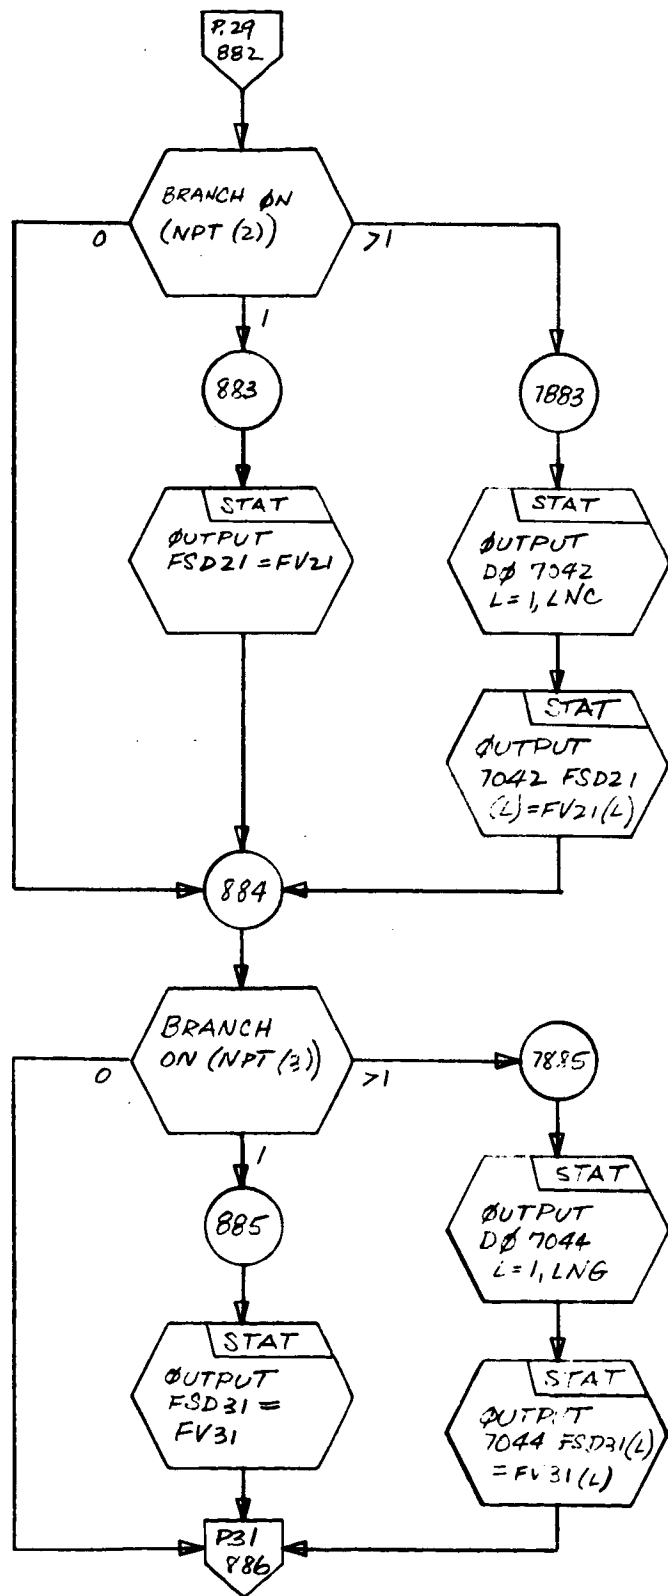 P.29
882
BRANCH ØN
(NPT (2))
0
>1
1
883
7883
STAT
ØUTPUT
FSD21 = FV21
STAT
ØUTPUT
DØ 7042
L = 1, LNC
STAT
ØUTPUT
7042 FSD21
(L) = FV21(L)
884
BRANCH
ON (NPT (3))
0
>1
1
7885
885
STAT
ØUTPUT
DØ 7044
L = 1, LNG
STAT
ØUTPUT
FSD31 =
FV31
STAT
ØUTPUT
7044 FSD31(L)
= FV31(L)
P31
886